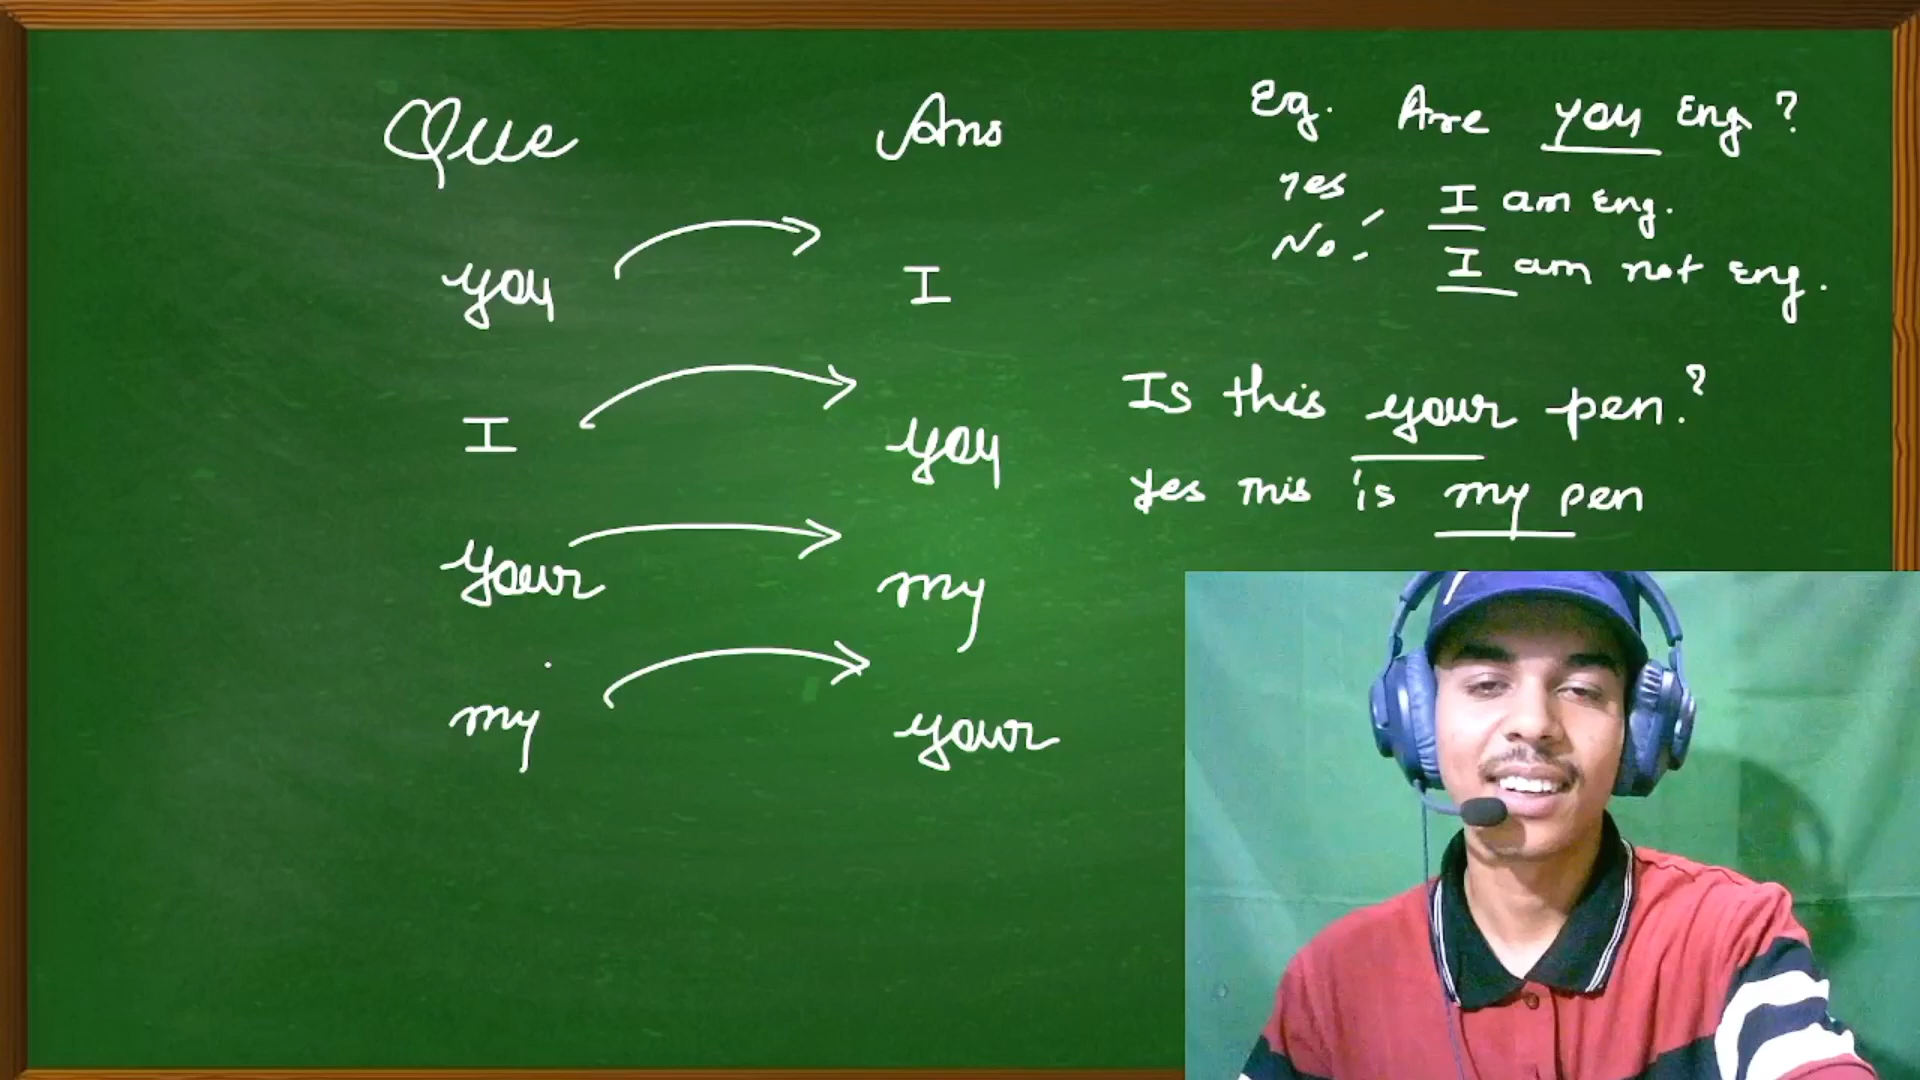 Que Ans
you I
I you
your my
my your
Eg. Are you Eng?
Yes I am Eng.
No: I am not Eng.
Is this your pen.?
Yes This is my pen